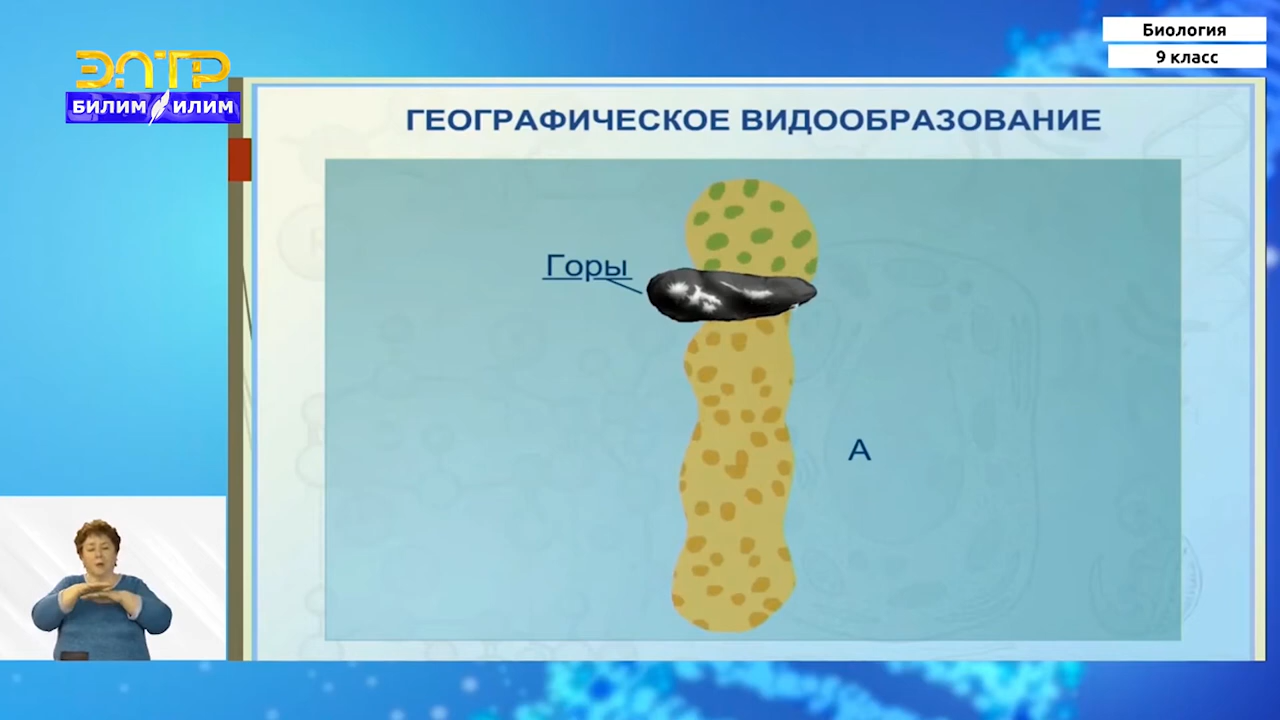 ЭЛТР
БИЛИМ ИЛИМ
Биология
9 класс
ГЕОГРАФИЧЕСКОЕ ВИДООБРАЗОВАНИЕ
Горы
А